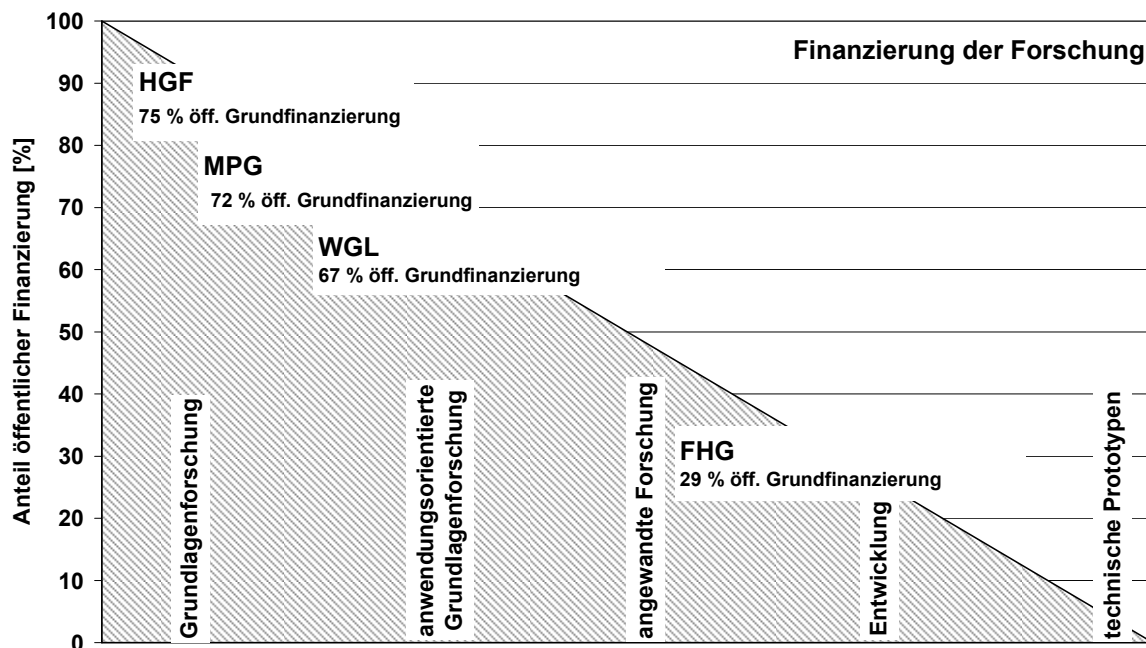 Finanzierung der Forschung
Anteil öffentlicher Finanzierung [%]
100
90
80
70
60
50
40
30
20
10
0
HGF
75 % öff. Grundfinanzierung
MPG
72 % öff. Grundfinanzierung
WGL
67 % öff. Grundfinanzierung
FHG
29 % öff. Grundfinanzierung
Grundlagenforschung
anwendungsorientierte
Grundlagenforschung
angewandte Forschung
Entwicklung
technische Prototypen